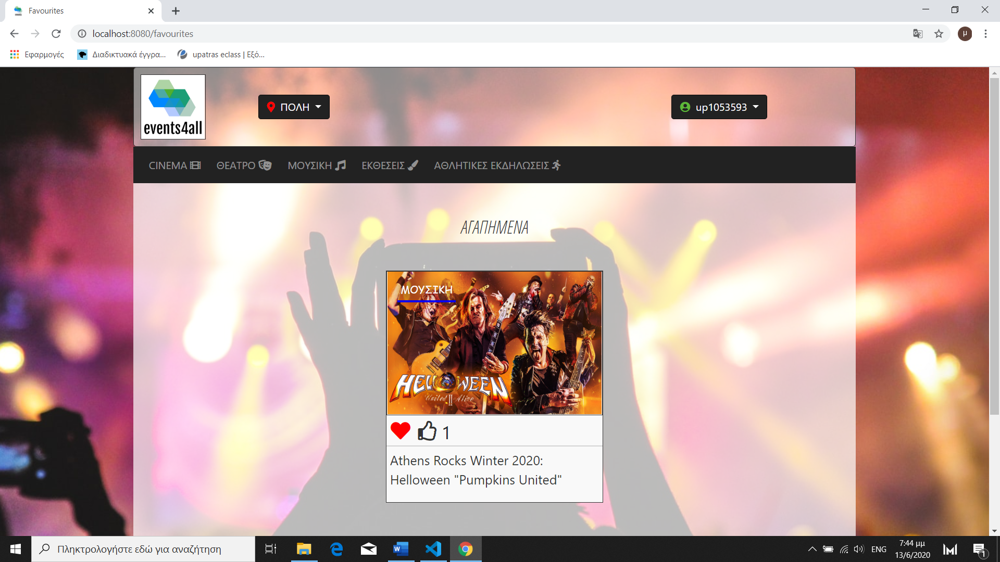 Favourites
localhost:8080/favourites
μ
Εφαρμογές
Διαδικτυακά έγγρα...
upatras eclass | Εξό...
events4all
ΠΟΛΗ
up1053593
CINEMA
ΘΕΑΤΡΟ
ΜΟΥΣΙΚΗ
ΕΚΘΕΣΕΙΣ
ΑΘΛΗΤΙΚΕΣ ΕΚΔΗΛΩΣΕΙΣ
ΑΓΑΠΗΜΕΝΑ
ΜΟΥΣΙΚΗ
HELLOWEEN
United II Alive
1
Athens Rocks Winter 2020:
Helloween "Pumpkins United"
Πληκτρολογήστε εδώ για αναζήτηση
ENG
7:44 μμ
13/6/2020
1